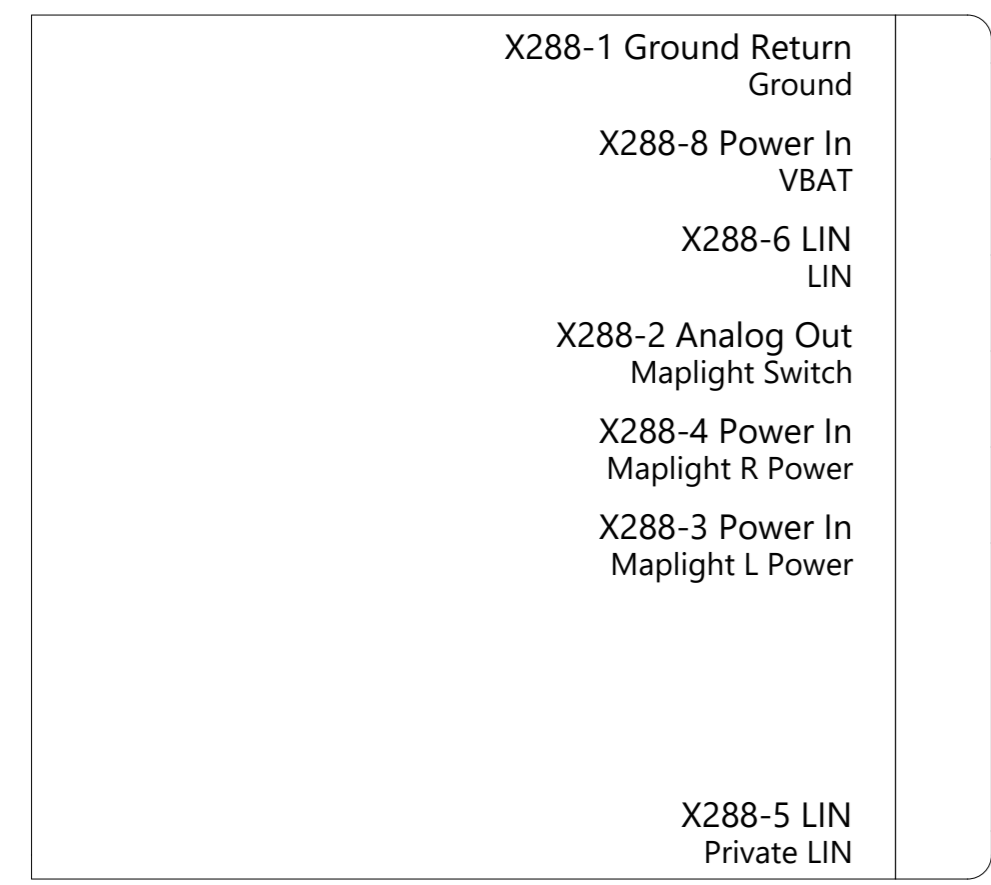 X288-1 Ground Return
Ground
X288-8 Power In
VBAT
X288-6 LIN
LIN
X288-2 Analog Out
Maplight Switch
X288-4 Power In
Maplight R Power
X288-3 Power In
Maplight L Power
X288-5 LIN
Private LIN